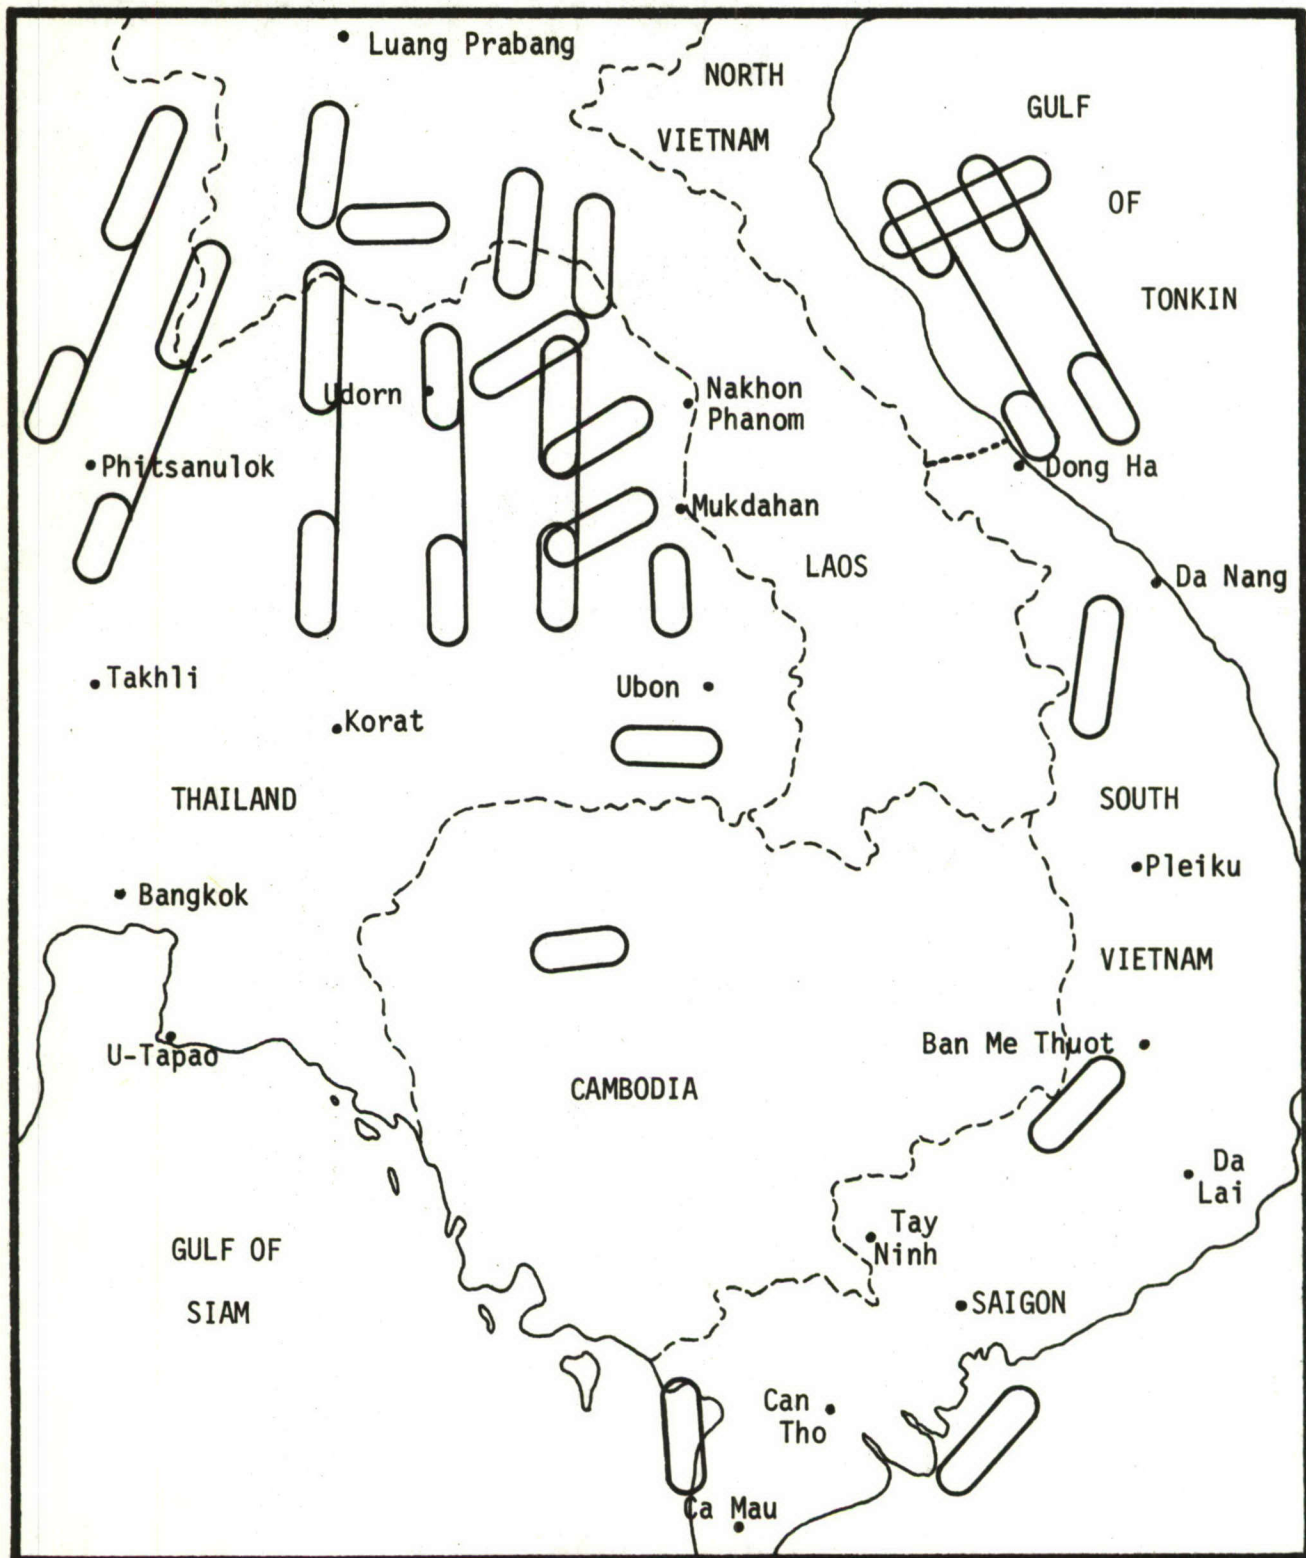 Luang Prabang
NORTH
VIETNAM
GULF
OF
TONKIN
Udorn
Nakhon
Phanom
Phitsanulok
Dong Ha
Mukdahan
LAOS
Da Nang
Takhli
Ubon
Korat
THAILAND
SOUTH
Pleiku
Bangkok
VIETNAM
Ban Me Thuot
U-Tapao
CAMBODIA
Da
Lai
Tay
Ninh
GULF OF
SIAM
SAIGON
Can
Tho
Ca Mau